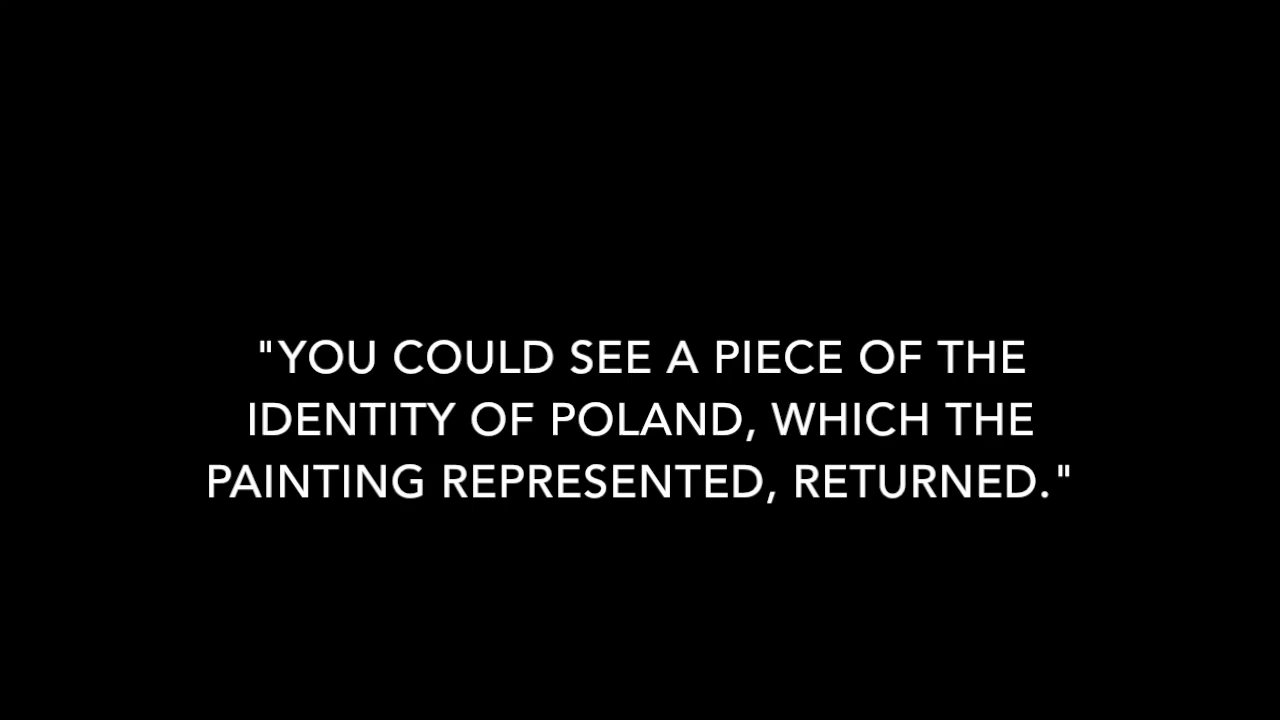 "YOU COULD SEE A PIECE OF THE
IDENTITY OF POLAND, WHICH THE
PAINTING REPRESENTED, RETURNED."